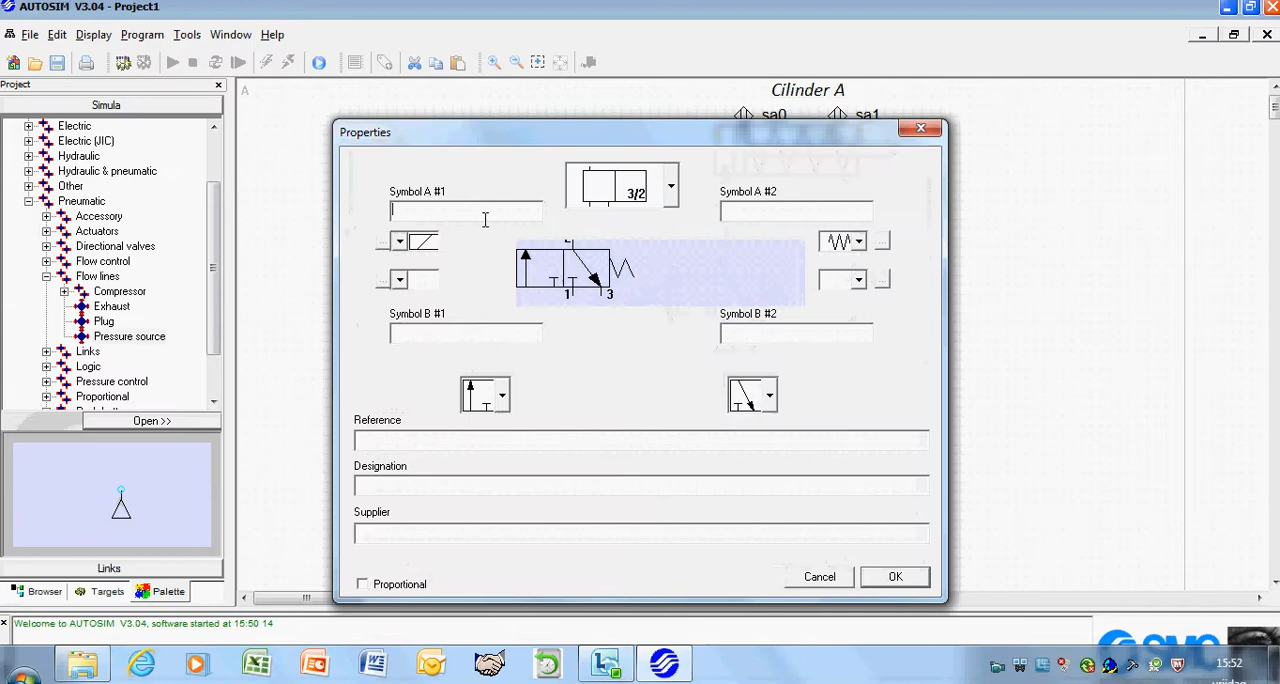 AUTOSIM V3.04 - Project1
File Edit Display Program Tools Window Help
Project
Simula
Electric
Electric (JIC)
Hydraulic
Hydraulic & pneumatic
Other
Pneumatic
Accessory
Actuators
Directional valves
Flow control
Flow lines
Compressor
Exhaust
Plug
Pressure source
Links
Logic
Pressure control
Proportional
Open >>
Links
Browser Targets Palette
A
Cilinder A
sa0 sa1
Properties
3/2
Symbol A #1
Symbol A #2
1 3
Symbol B #1
Symbol B #2
Reference
Designation
Supplier
Proportional
Cancel OK
Welcome to AUTOSIM V3.04, software started at 15:50 14
SMC
15:52
vrijdag